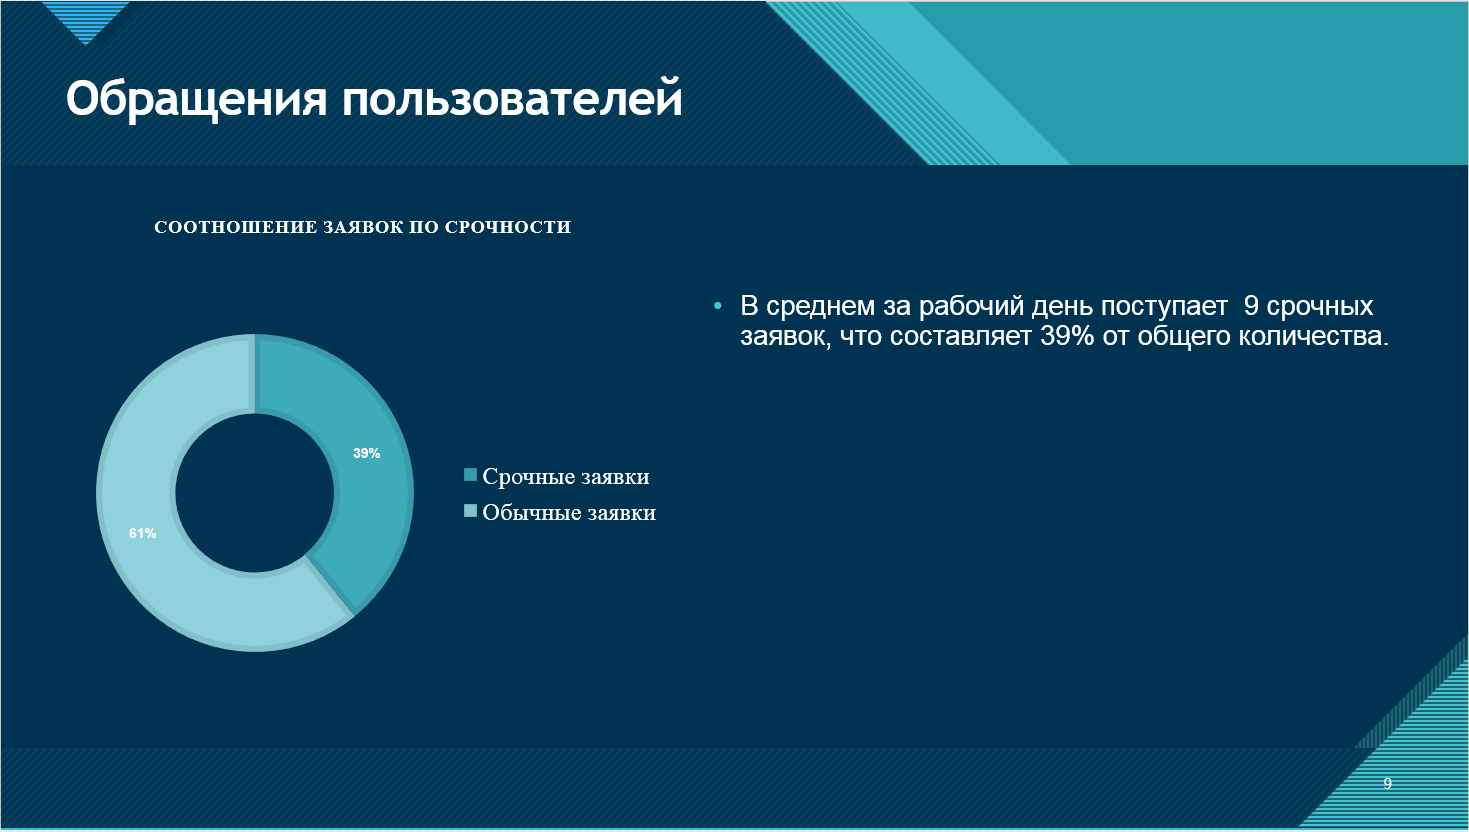 Обращения пользователей
СООТНОШЕНИЕ ЗАЯВОК ПО СРОЧНОСТИ
• В среднем за рабочий день поступает  9 срочных
заявок, что составляет 39% от общего количества.
39%
61%
Срочные заявки
Обычные заявки
9